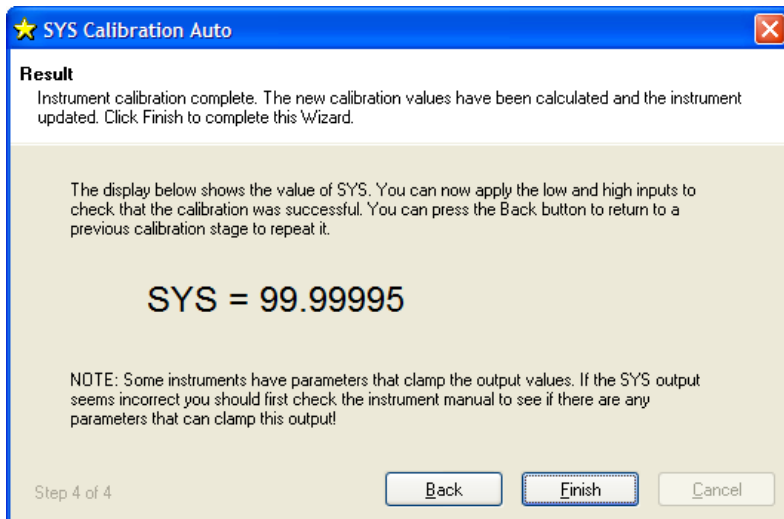 SYS Calibration Auto
Result
Instrument calibration complete. The new calibration values have been calculated and the instrument
updated. Click Finish to complete this Wizard.
The display below shows the value of SYS. You can now apply the low and high inputs to
check that the calibration was successful. You can press the Back button to return to a
previous calibration stage to repeat it.
SYS = 99.99995
NOTE: Some instruments have parameters that clamp the output values. If the SYS output
seems incorrect you should first check the instrument manual to see if there are any
parameters that can clamp this output!
Step 4 of 4
Back
Finish
Cancel